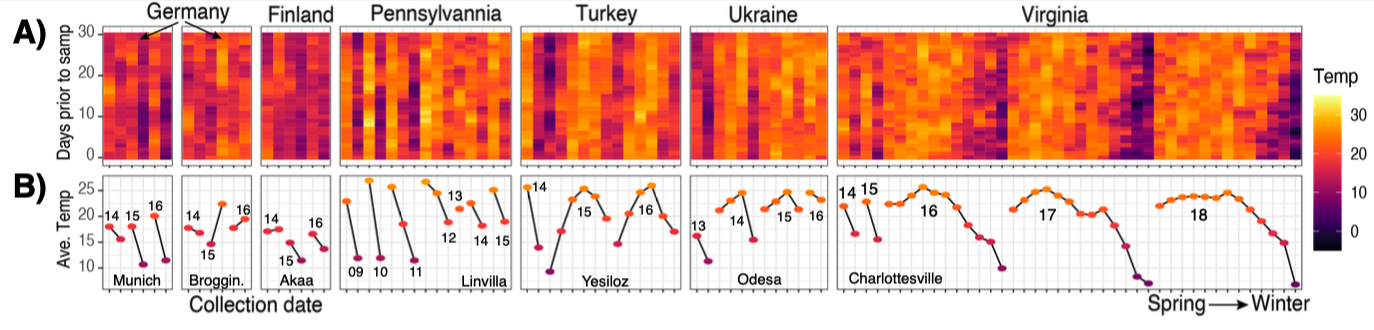 A)
Germany
Finland
Pennsylvannia
Turkey
Ukraine
Virginia
Days prior to samp
30
20
10
0
Temp
30
20
10
0
B)
Ave. Temp
25
20
15
10
14 15 16
Munich
14 15 16
Broggin.
14 15 16
Akaa
09 10 11 12 13 14 15
Linvilla
14 15 16
Yesiloz
13 14 15 16
Odesa
14 15 16 17 18
Charlottesville
Collection date
Spring Winter